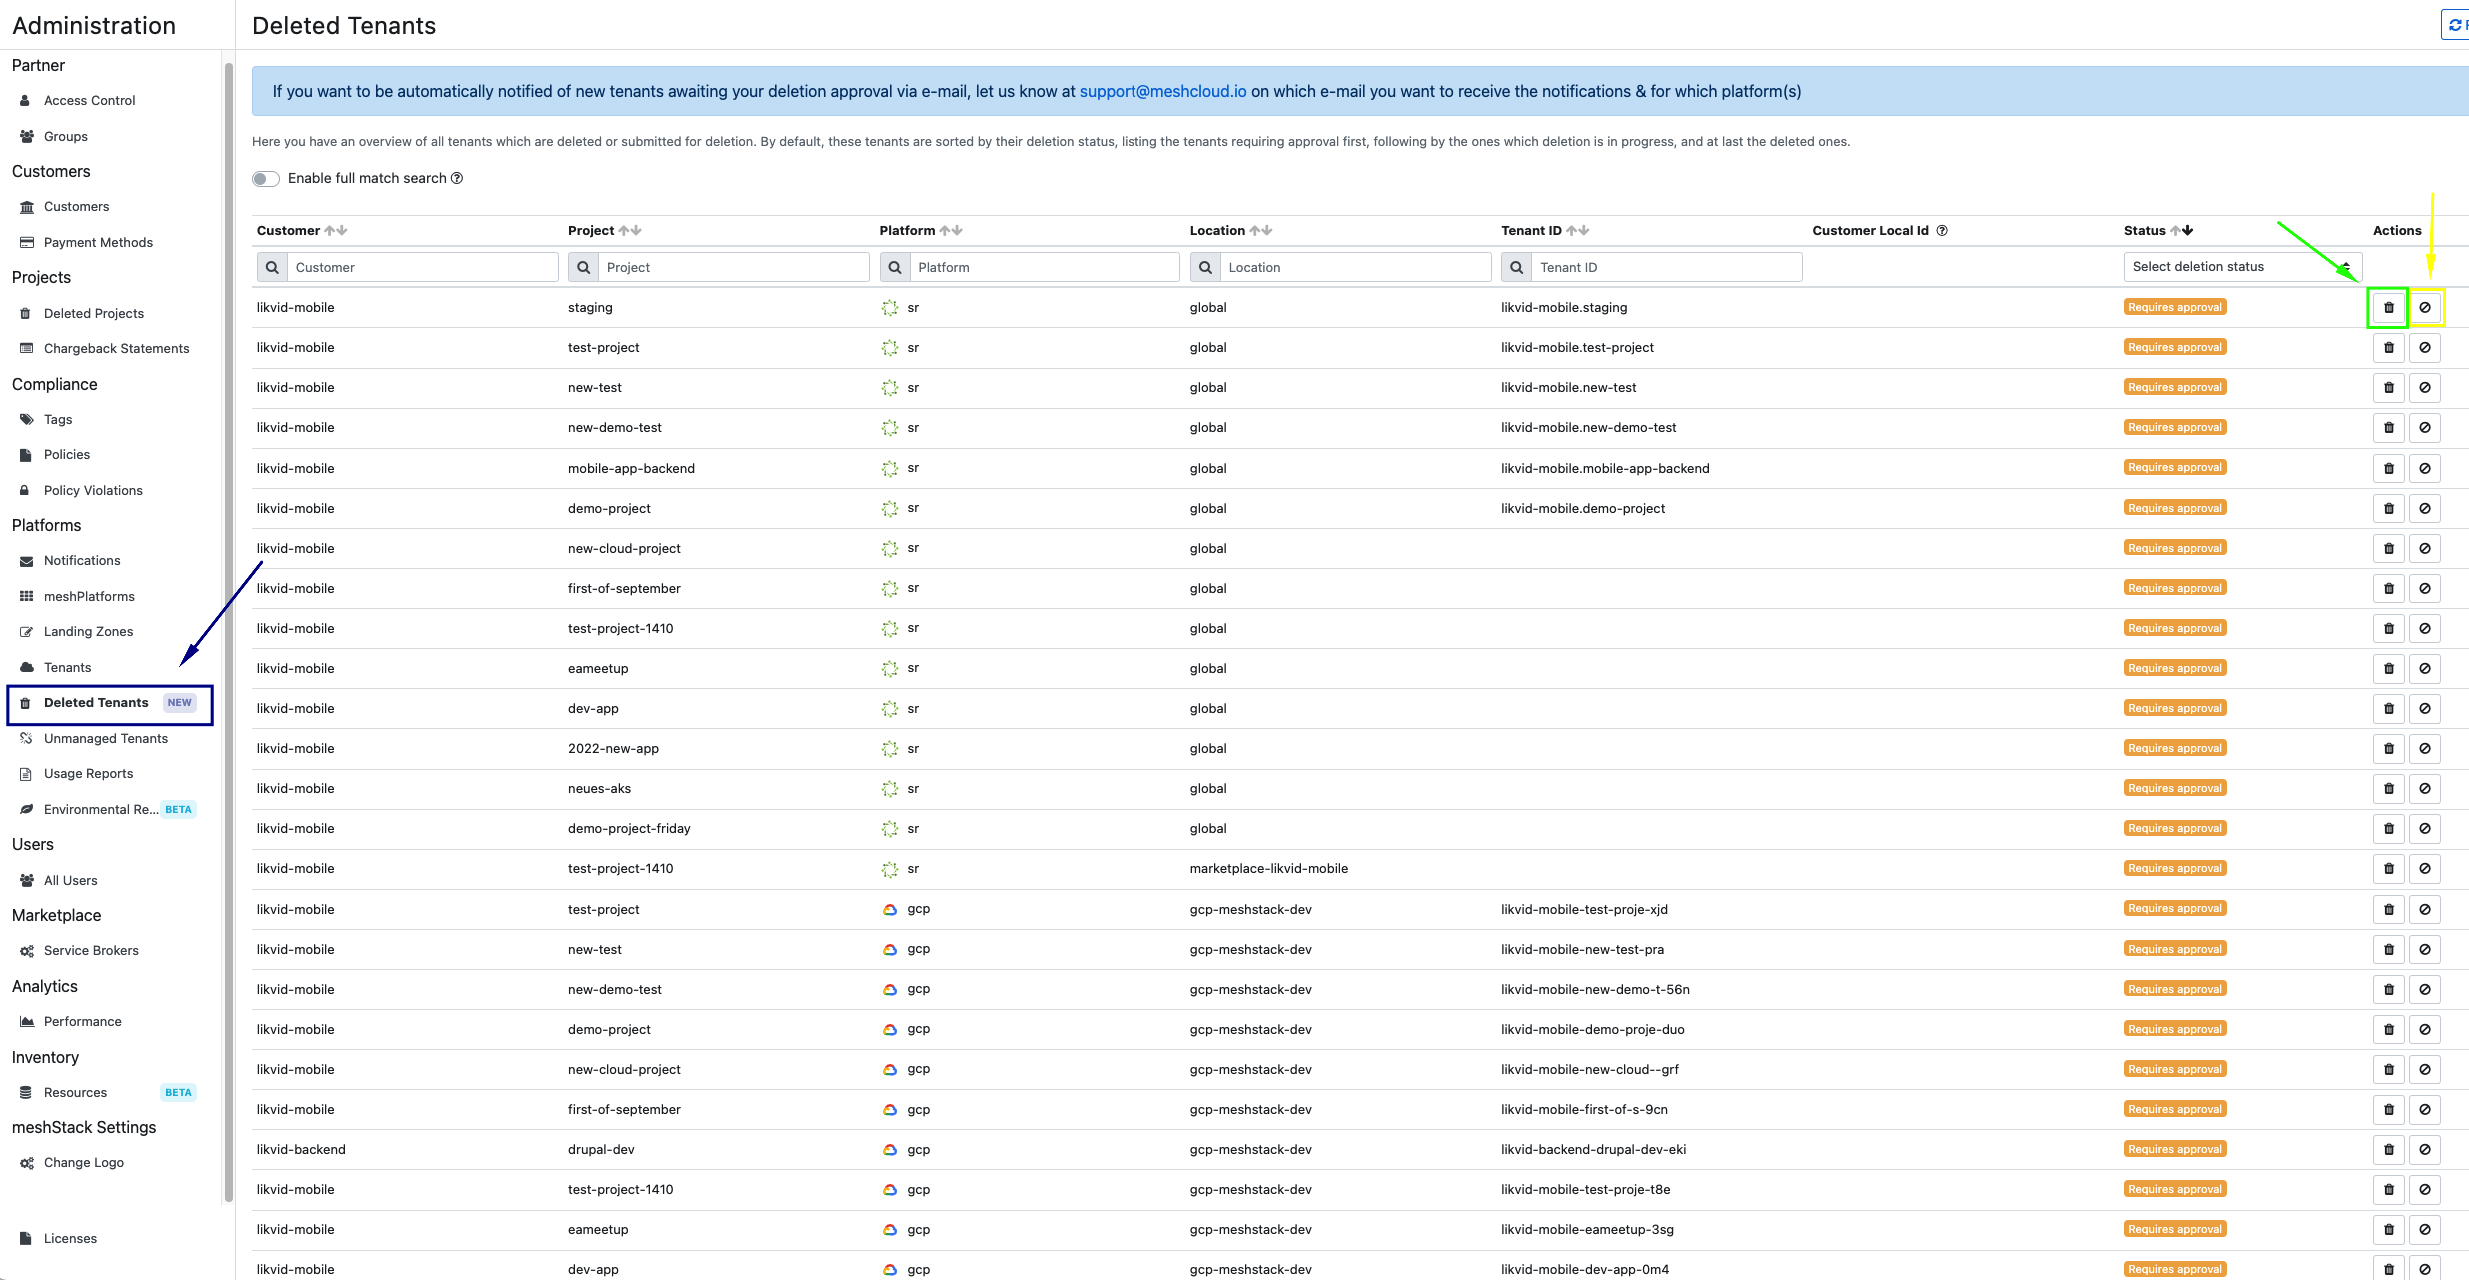 Administration
Deleted Tenants
Partner
Access Control
Groups
Customers
Customers
Payment Methods
Projects
Deleted Projects
Chargeback Statements
Compliance
Tags
Policies
Policy Violations
Platforms
Notifications
meshPlatforms
Landing Zones
Tenants
Deleted Tenants NEW
Unmanaged Tenants
Usage Reports
Environmental Re... BETA
Users
All Users
Marketplace
Service Brokers
Analytics
Performance
Inventory
Resources BETA
meshStack Settings
Change Logo
Licenses
If you want to be automatically notified of new tenants awaiting your deletion approval via e-mail, let us know at support@meshcloud.io on which e-mail you want to receive the notifications & for which platform(s)
Here you have an overview of all tenants which are deleted or submitted for deletion. By default, these tenants are sorted by their deletion status, listing the tenants requiring approval first, following by the ones which deletion is in progress, and at last the deleted ones.
Enable full match search
Customer Project Platform Location Tenant ID Customer Local Id Status Actions
Customer Project Platform Location Tenant ID Select deletion status
likvid-mobile staging sr global likvid-mobile.staging Requires approval
likvid-mobile test-project sr global likvid-mobile.test-project Requires approval
likvid-mobile new-test sr global likvid-mobile.new-test Requires approval
likvid-mobile new-demo-test sr global likvid-mobile.new-demo-test Requires approval
likvid-mobile mobile-app-backend sr global likvid-mobile.mobile-app-backend Requires approval
likvid-mobile demo-project sr global likvid-mobile.demo-project Requires approval
likvid-mobile new-cloud-project sr global Requires approval
likvid-mobile first-of-september sr global Requires approval
likvid-mobile test-project-1410 sr global Requires approval
likvid-mobile eameetup sr global Requires approval
likvid-mobile dev-app sr global Requires approval
likvid-mobile 2022-new-app sr global Requires approval
likvid-mobile neues-aks sr global Requires approval
likvid-mobile demo-project-friday sr global Requires approval
likvid-mobile test-project-1410 sr marketplace-likvid-mobile Requires approval
likvid-mobile test-project gcp gcp-meshstack-dev likvid-mobile-test-proje-xjd Requires approval
likvid-mobile new-test gcp gcp-meshstack-dev likvid-mobile-new-test-pra Requires approval
likvid-mobile new-demo-test gcp gcp-meshstack-dev likvid-mobile-new-demo-t-56n Requires approval
likvid-mobile demo-project gcp gcp-meshstack-dev likvid-mobile-demo-proje-duo Requires approval
likvid-mobile new-cloud-project gcp gcp-meshstack-dev likvid-mobile-new-cloud--grf Requires approval
likvid-mobile first-of-september gcp gcp-meshstack-dev likvid-mobile-first-of-s-9cn Requires approval
likvid-backend drupal-dev gcp gcp-meshstack-dev likvid-backend-drupal-dev-eki Requires approval
likvid-mobile test-project-1410 gcp gcp-meshstack-dev likvid-mobile-test-proje-t8e Requires approval
likvid-mobile eameetup gcp gcp-meshstack-dev likvid-mobile-eameetup-3sg Requires approval
likvid-mobile dev-app gcp gcp-meshstack-dev likvid-mobile-dev-app-0m4 Requires approval